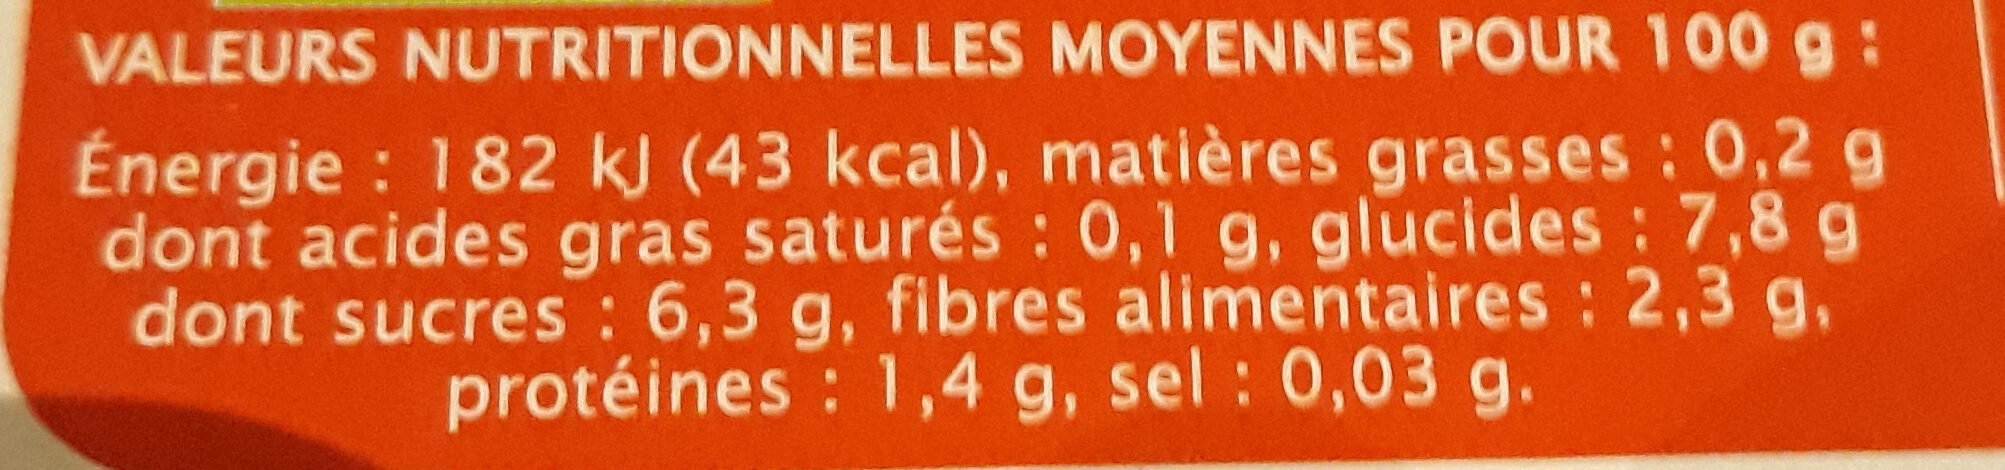 VALEURS NUTRITIONNELLES MOYENNES POUR 100 g :
Énergie : 182 kJ (43 kcal), matières grasses : 0,2 g
dont acides gras saturés : 0,1 g, glucides : 7,8 g
dont sucres : 6,3 g, fibres alimentaires : 2,3 g,
protéines : 1,4 g, sel : 0,03 g.